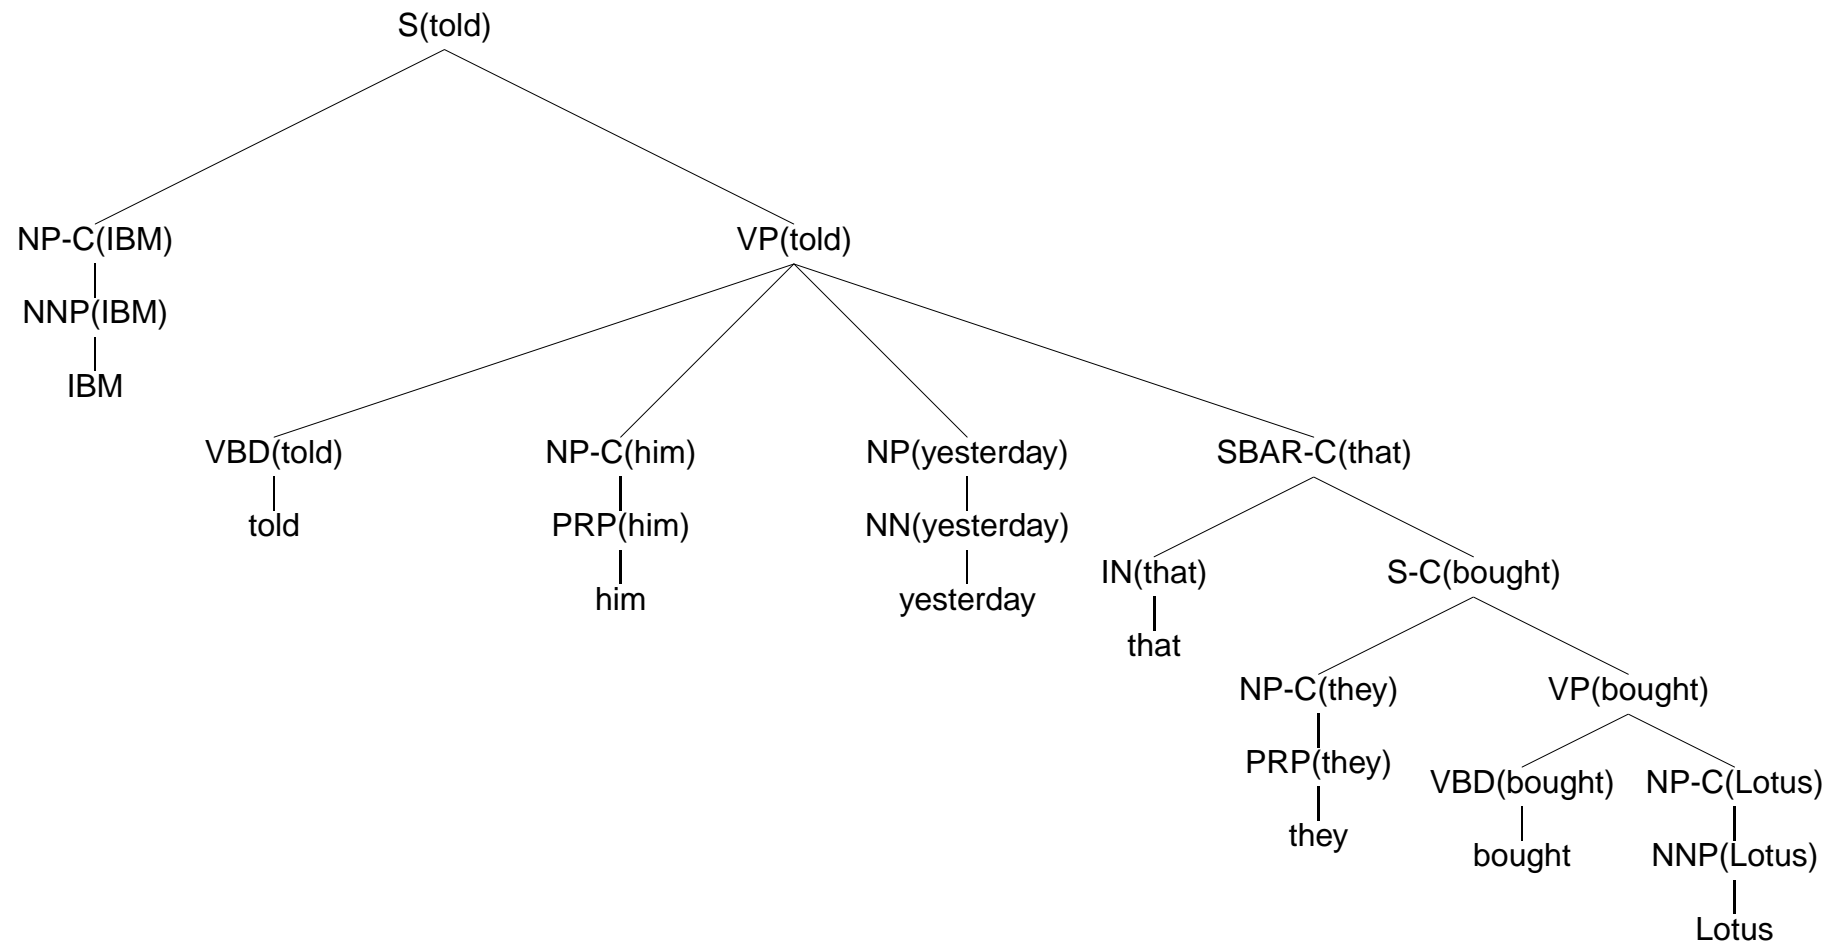 S(told)
NP-C(IBM) VP(told)
NNP(IBM)
IBM
VBD(told) NP-C(him) NP(yesterday) SBAR-C(that)
told PRP(him) NN(yesterday)
IN(that) S-C(bought)
him yesterday
that
NP-C(they) VP(bought)
PRP(they) VBD(bought) NP-C(Lotus)
they bought NNP(Lotus)
Lotus